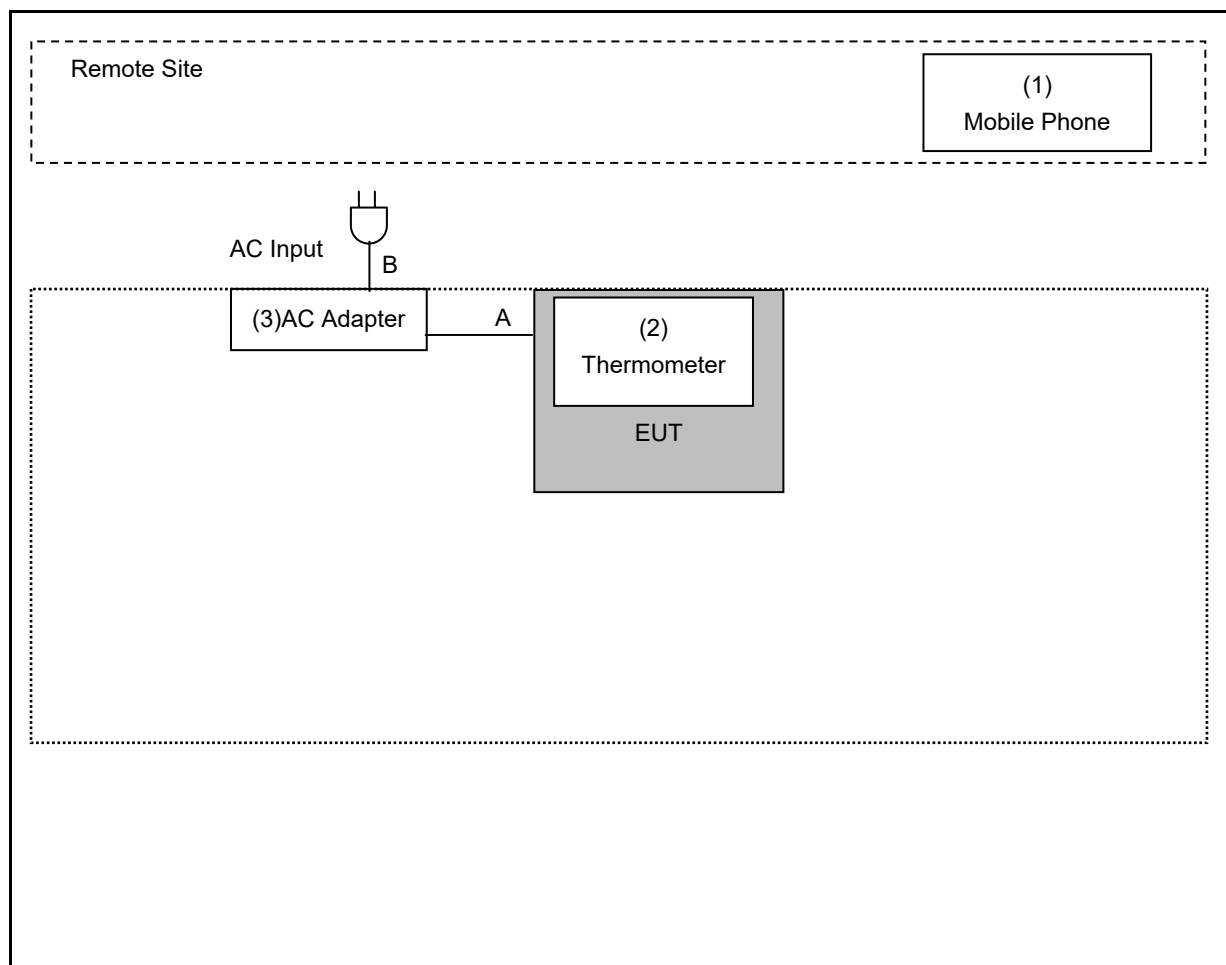 Remote Site
(1)
Mobile Phone
AC Input
B
(3)AC Adapter
A
(2)
Thermometer
EUT